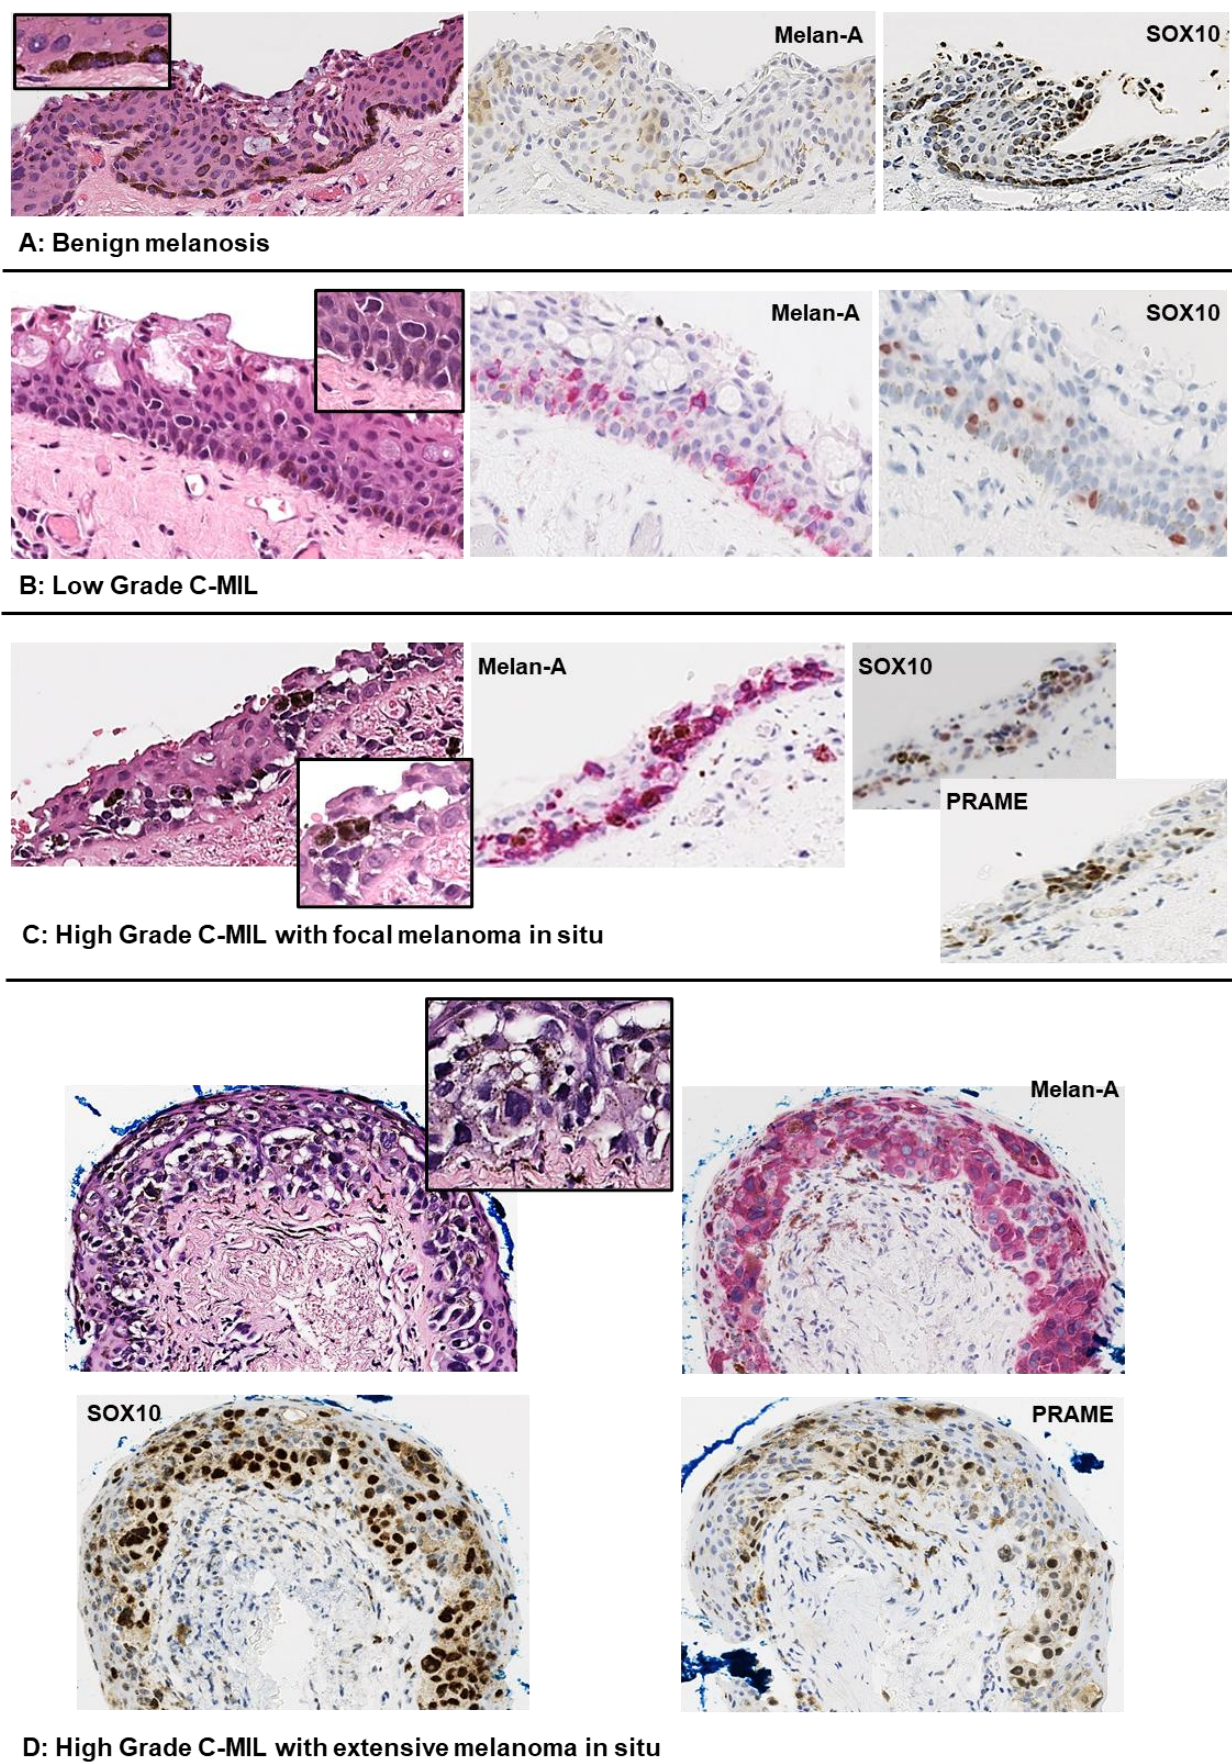 Melan-A
SOX10
A: Benign melanosis
Melan-A
SOX10
B: Low Grade C-MIL
Melan-A
SOX10
PRAME
C: High Grade C-MIL with focal melanoma in situ
Melan-A
SOX10
PRAME
D: High Grade C-MIL with extensive melanoma in situ